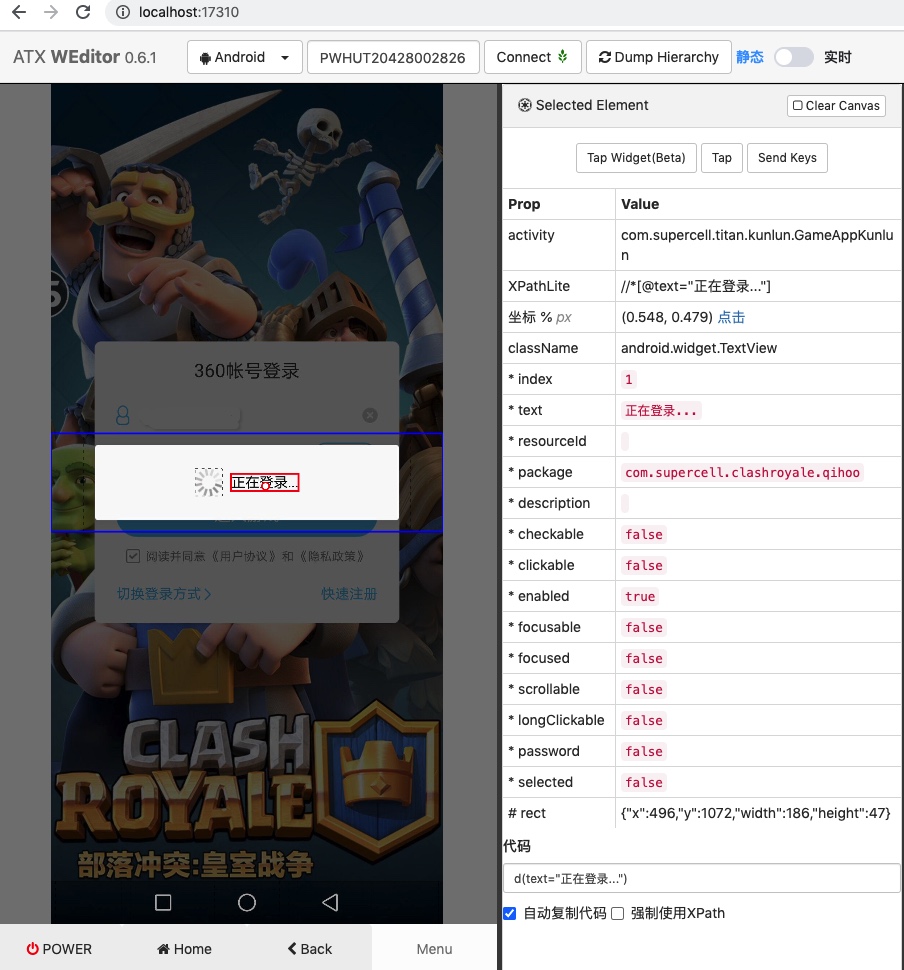 localhost:17310
ATX WEditor 0.6.1
Android
PWHUT20428002826
Connect
Dump Hierarchy
静态
实时
Selected Element
Clear Canvas
Tap Widget(Beta)
Tap
Send Keys
Prop Value
activity com.supercell.titan.kunlun.GameAppKunlu
n
XPathLite //*[@text="正在登录..."]
坐标 % px (0.548, 0.479) 点击
className android.widget.TextView
* index 1
* text 正在登录...
* resourceId
* package com.supercell.clashroyale.qihoo
* description
* checkable false
* clickable false
* enabled true
* focusable false
* focused false
* scrollable false
* longClickable false
* password false
* selected false
# rect {"x":496,"y":1072,"width":186,"height":47}
代码
d(text="正在登录...")
自动复制代码 强制使用XPath
5
360帐号登录
正在登录...
阅读并同意《用户协议》和《隐私政策》
切换登录方式 快速注册
CLASH
ROYALE
部落冲突:皇室战争
POWER
Home
Back
Menu